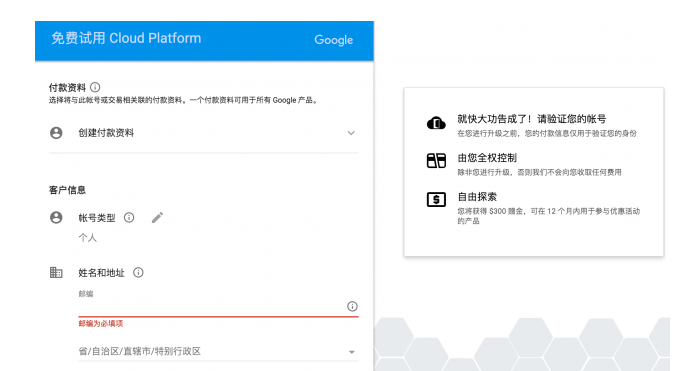 免费试用 Cloud Platform
Google
付款资料
选择将与此帐号或交易相关联的付款资料。一个付款资料可用于所有 Google 产品。
创建付款资料
客户信息
帐号类型
个人
姓名和地址
邮编
邮编为必填项
省/自治区/直辖市/特别行政区
就快大功告成了！请验证您的帐号
在您进行升级之前，您的付款信息仅用于验证您的身份
由您全权控制
除非您进行升级，否则我们不会向您收取任何费用
自由探索
您将获得 $300 赠金，可在 12 个月内用于参与优惠活动
的产品